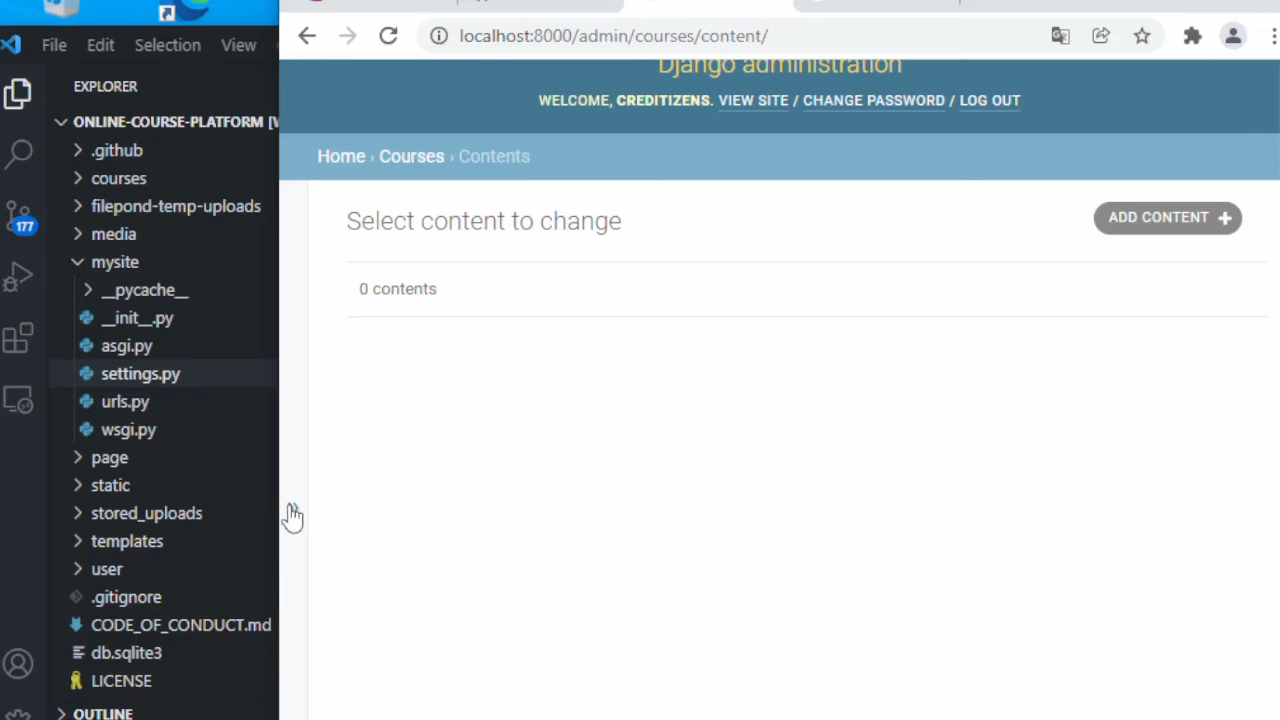 File Edit Selection View
EXPLORER
ONLINE-COURSE-PLATFORM
.github
courses
filepond-temp-uploads
media
mysite
__pycache__
__init__.py
asgi.py
settings.py
urls.py
wsgi.py
page
static
stored_uploads
templates
user
.gitignore
CODE_OF_CONDUCT.md
db.sqlite3
LICENSE
OUTLINE
177
localhost:8000/admin/courses/content/
Django administration
WELCOME, CREDITIZENS. VIEW SITE / CHANGE PASSWORD / LOG OUT
Home › Courses › Contents
Select content to change
ADD CONTENT +
0 contents